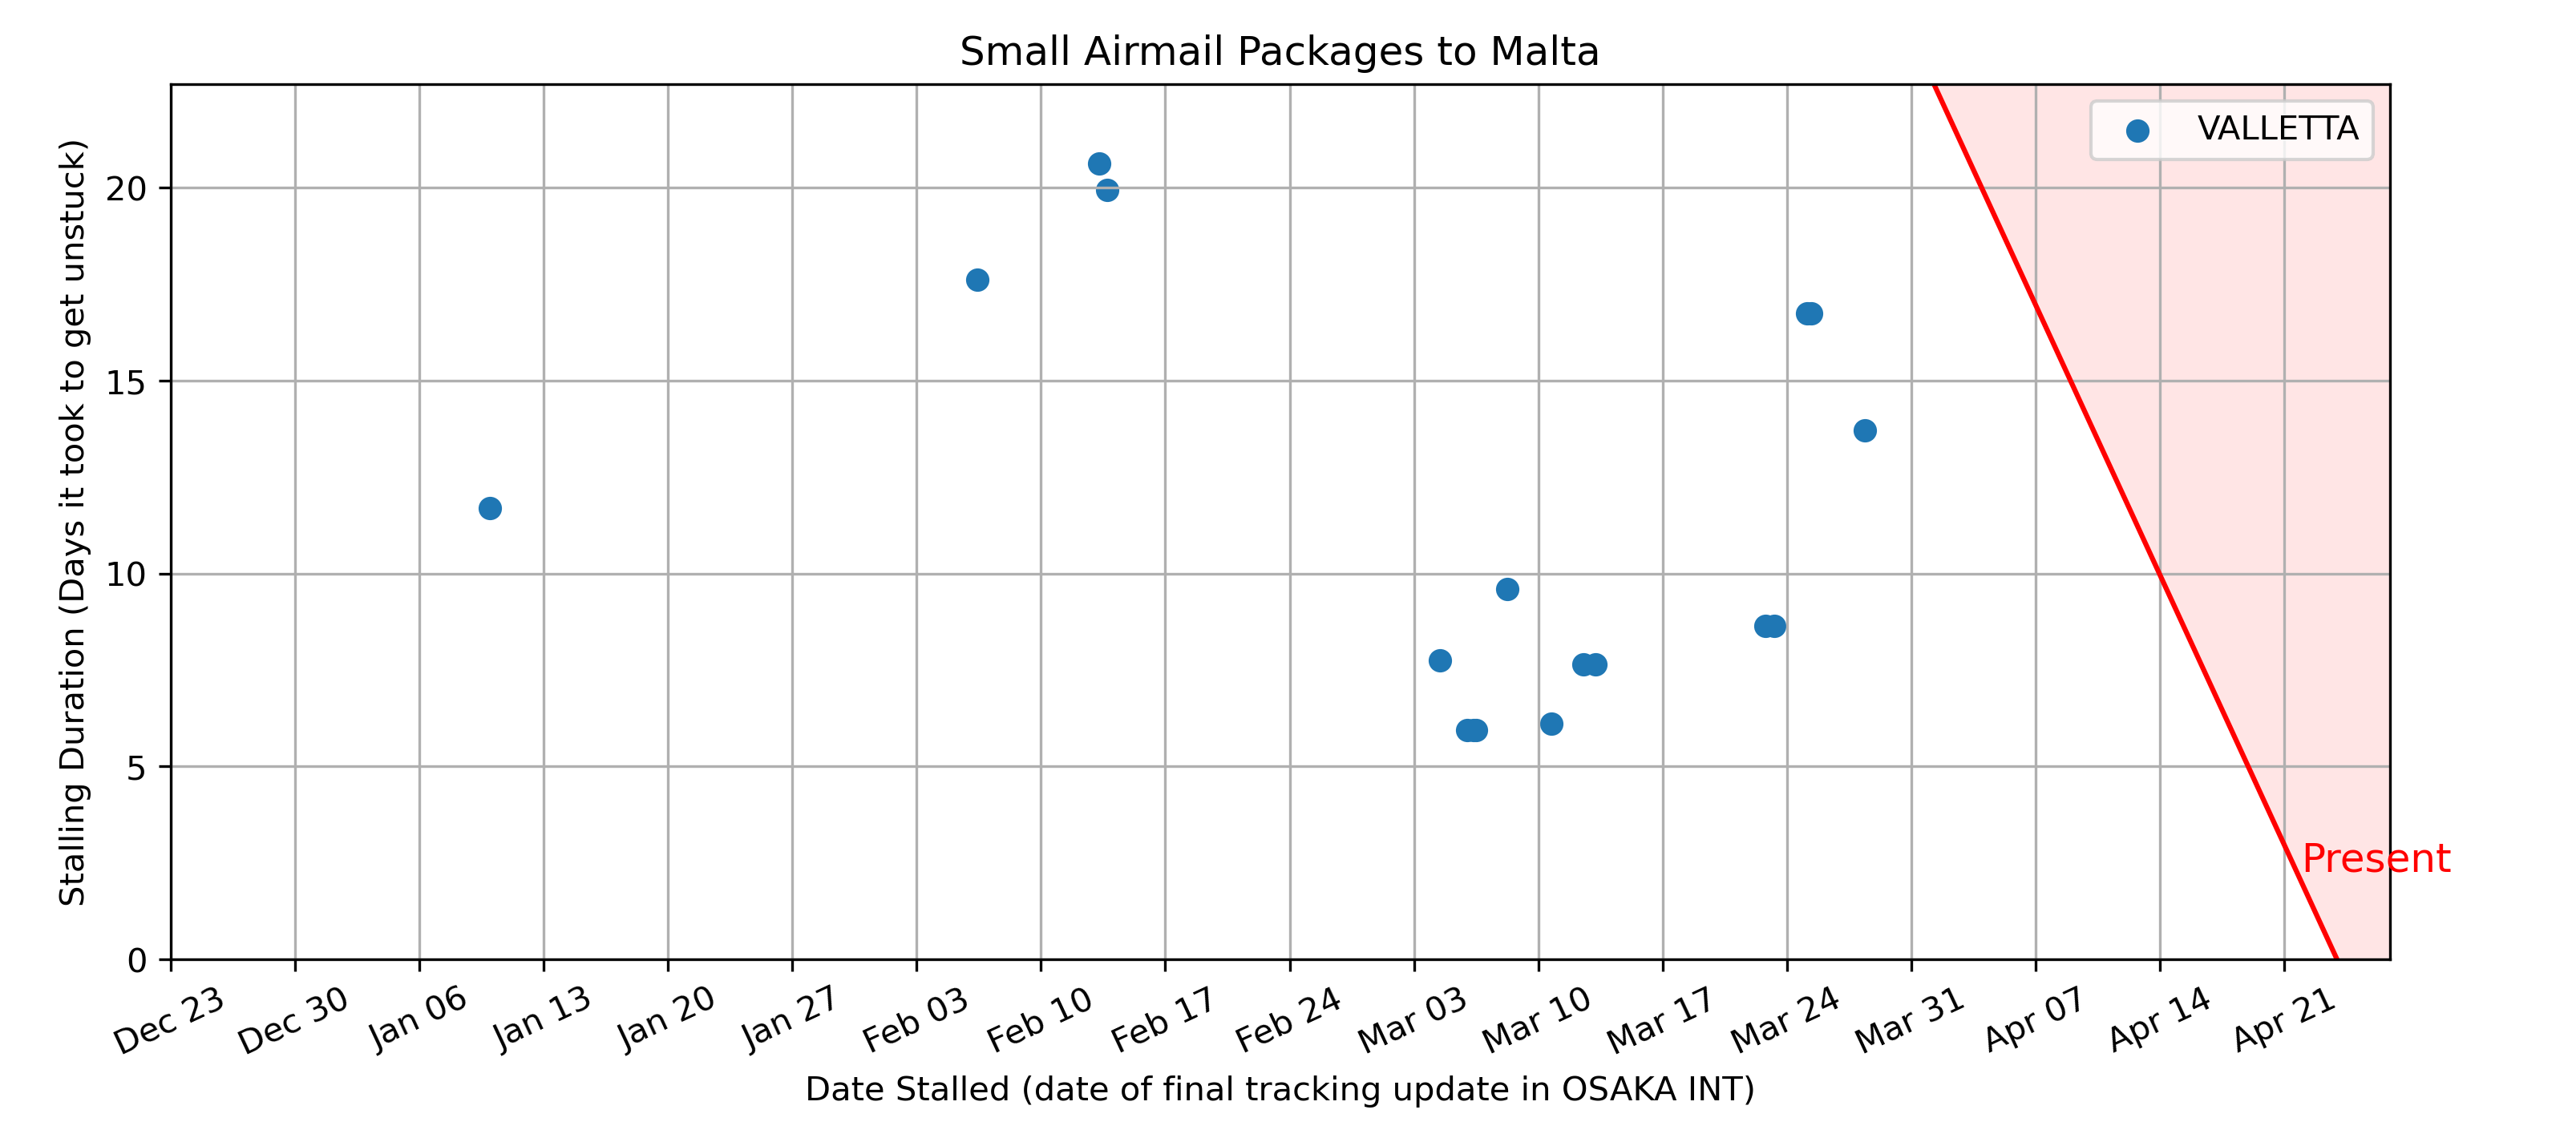 Small Airmail Packages to Malta
VALLETTA
Stalling Duration (Days it took to get unstuck)
20
15
10
5
0
Present
Dec 23 Dec 30 Jan 06 Jan 13 Jan 20 Jan 27 Feb 03 Feb 10 Feb 17 Feb 24 Mar 03 Mar 10 Mar 17 Mar 24 Mar 31 Apr 07 Apr 14 Apr 21
Date Stalled (date of final tracking update in OSAKA INT)